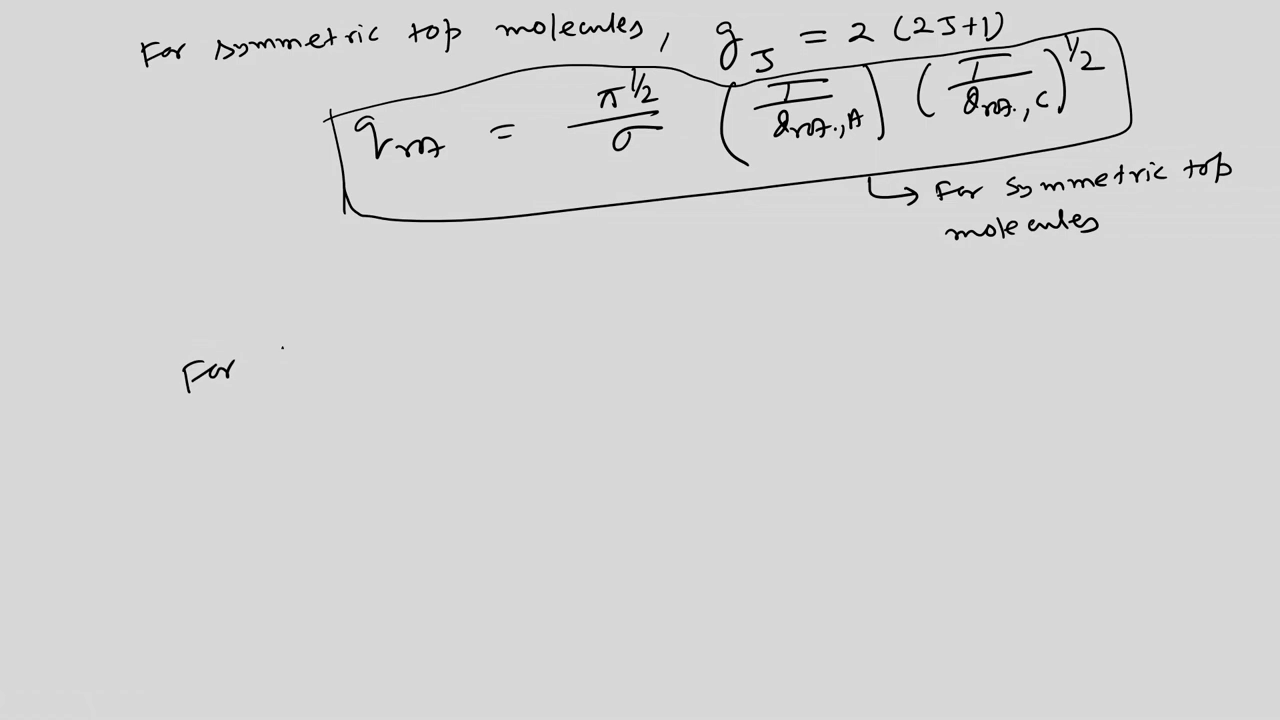 For symmetric top molecules, g_J = 2 (2J+1)
q_rot = π^1/2 / σ (T / θ_rot., A) (T / θ_rot., C)^1/2
↳ For symmetric top
molecules
For